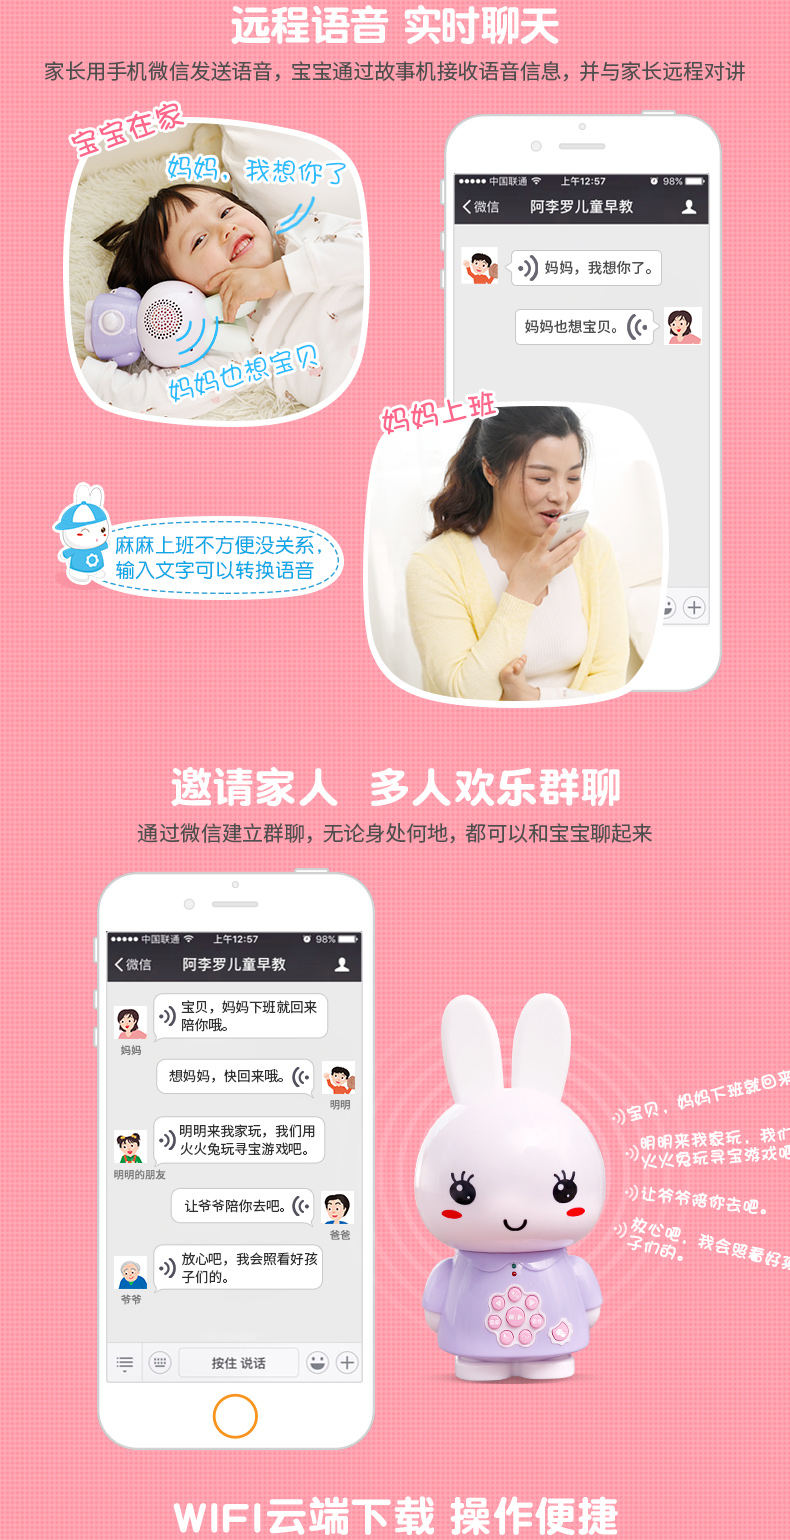 远程语音 实时聊天
家长用手机微信发送语音，宝宝通过故事机接收语音信息，并与家长远程对讲
宝宝在家
妈妈，我想你了
妈妈也想宝贝
中国联通 上午12:57 98%
微信 阿李罗儿童早教
妈妈，我想你了。
妈妈也想宝贝。
妈妈上班
麻麻上班不方便没关系，
输入文字可以转换语音
邀请家人 多人欢乐群聊
通过微信建立群聊，无论身处何地，都可以和宝宝聊起来
中国联通 上午12:57 98%
微信 阿李罗儿童早教
宝贝，妈妈下班就回来
陪你哦。
妈妈
想妈妈，快回来哦。
明明
明明来我家玩，我们用
火火兔玩寻宝游戏吧。
明明的朋友
让爷爷陪你去吧。
爸爸
放心吧，我会照看好孩
子们的。
爷爷
按住 说话
宝贝，妈妈下班就回来
明明来我家玩，我们
火火兔玩寻宝游戏吧
让爷爷陪你去吧。
放心吧，我会照看好孩
子们的。
WIFI云端下载 操作便捷